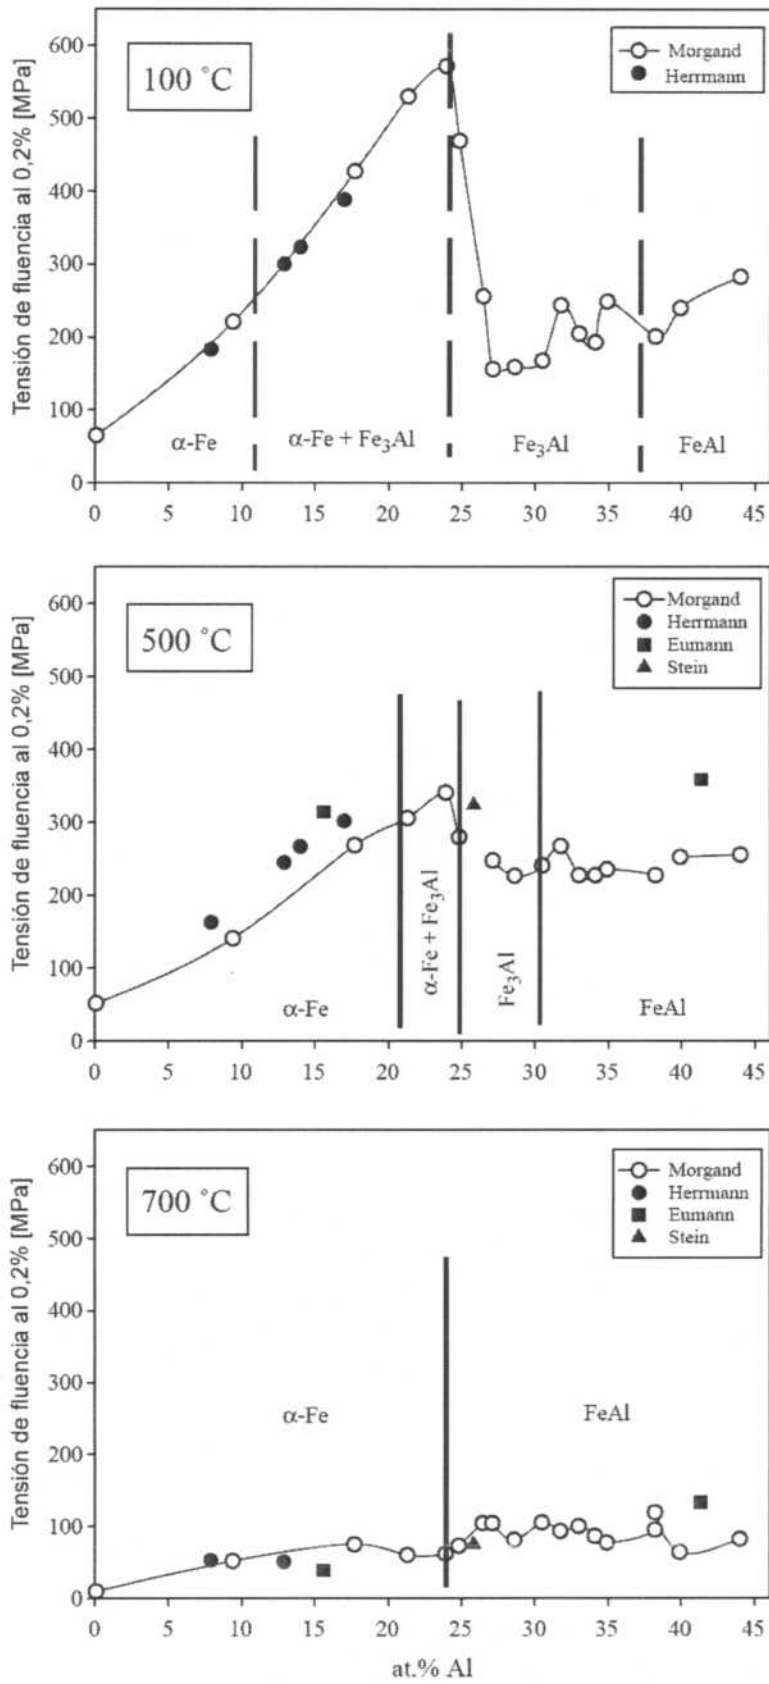 Tensión de fluencia al 0,2% [MPa]
600
500
400
300
200
100
0
100 °C
Morgand
Herrmann
α-Fe
α-Fe + Fe₃Al
Fe₃Al
FeAl
0 5 10 15 20 25 30 35 40 45
Tensión de fluencia al 0,2% [MPa]
600
500
400
300
200
100
0
500 °C
Morgand
Herrmann
Eumann
Stein
α-Fe
α-Fe + Fe₃Al
Fe₃Al
FeAl
0 5 10 15 20 25 30 35 40 45
Tensión de fluencia al 0,2% [MPa]
600
500
400
300
200
100
0
700 °C
Morgand
Herrmann
Eumann
Stein
α-Fe
FeAl
0 5 10 15 20 25 30 35 40 45
at.% Al